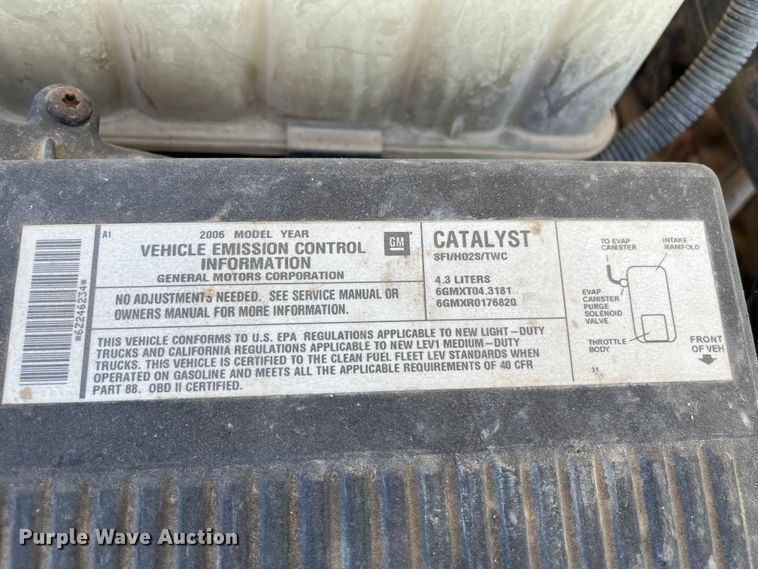 *62246234*
A1
2006 MODEL YEAR
VEHICLE EMISSION CONTROL
INFORMATION
GENERAL MOTORS CORPORATION
GM
NO ADJUSTMENTS NEEDED. SEE SERVICE MANUAL OR
OWNERS MANUAL FOR MORE INFORMATION.
CATALYST
SFI/HO2S/TWC
4.3 LITERS
6GMXT04.3181
6GMXR0176820
THIS VEHICLE CONFORMS TO U.S. EPA REGULATIONS APPLICABLE TO NEW LIGHT-DUTY
TRUCKS AND CALIFORNIA REGULATIONS APPLICABLE TO NEW LEV1 MEDIUM-DUTY
TRUCKS. THIS VEHICLE IS CERTIFIED TO THE CLEAN FUEL FLEET LEV STANDARDS WHEN
OPERATED ON GASOLINE AND MEETS ALL THE APPLICABLE REQUIREMENTS OF 40 CFR
PART 88. OBD II CERTIFIED.
TO EVAP
CANISTER
INTAKE
MANIFOLD
EVAP
CANISTER
PURGE
SOLENOID
VALVE
THROTTLE
BODY
FRONT
OF VEH
31
Purple Wave Auction